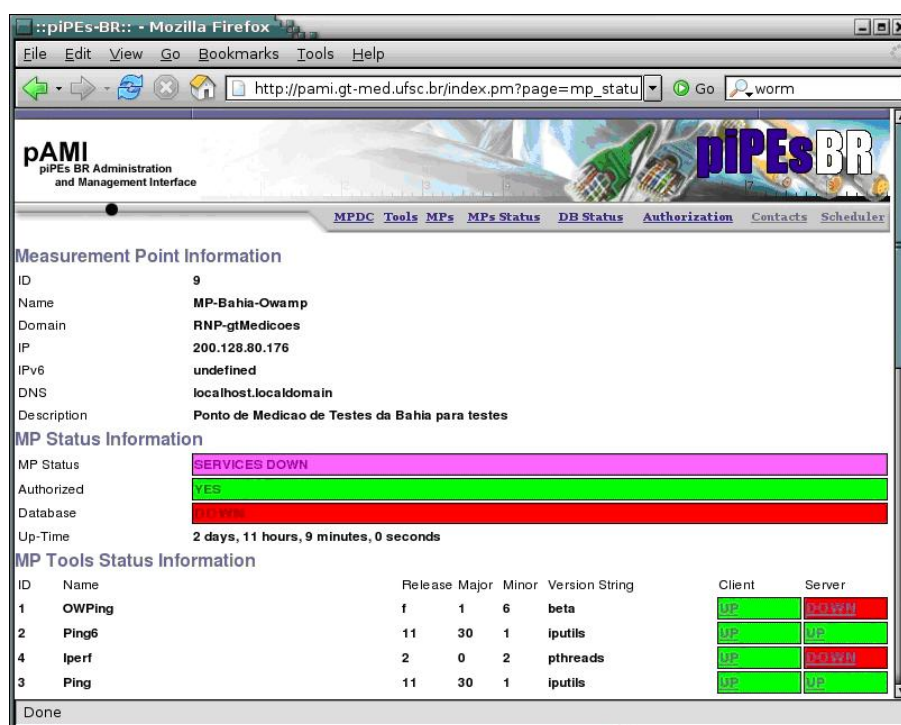 ::piPEs-BR:: - Mozilla Firefox
File Edit View Go Bookmarks Tools Help
http://pami.gt-med.ufsc.br/index.pm?page=mp_statu Go worm
pAMI
piPEs BR Administration
and Management Interface
piPEsBR
MPDC Tools MPs MPs Status DB Status Authorization Contacts Scheduler
Measurement Point Information
ID 9
Name MP-Bahia-Owamp
Domain RNP-gtMedicoes
IP 200.128.80.176
IPv6 undefined
DNS localhost.localdomain
Description Ponto de Medicao de Testes da Bahia para testes
MP Status Information
MP Status SERVICES DOWN
Authorized YES
Database DOWN
Up-Time 2 days, 11 hours, 9 minutes, 0 seconds
MP Tools Status Information
ID Name Release Major Minor Version String Client Server
1 OWPing f 1 6 beta UP DOWN
2 Ping6 11 30 1 iputils UP UP
4 Iperf 2 0 2 pthreads UP DOWN
3 Ping 11 30 1 iputils UP UP
Done